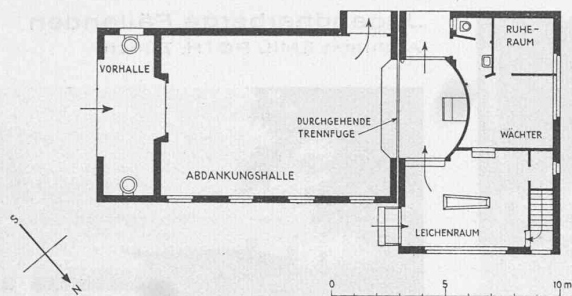 VORHALLE
RUHE-
RAUM
DURCHGEHENDE
TRENNFUGE
WÄCHTER
ABDANKUNGSHALLE
LEICHENRAUM
S
N
0 5 10 m